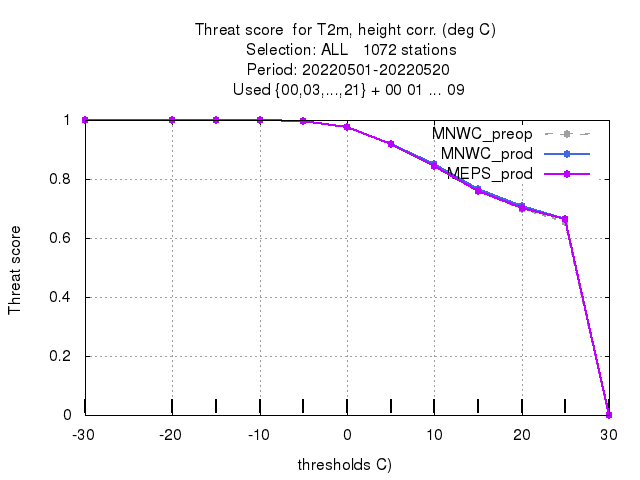 Threat score  for T2m, height corr. (deg C)
Selection: ALL   1072 stations
Period: 20220501-20220520
Used {00,03,...,21} + 00 01 ... 09
MNWC_preop
MNWC_prod
MEPS_prod
Threat score
1
0.8
0.6
0.4
0.2
0
-30 -20 -10 0 10 20 30
thresholds C)